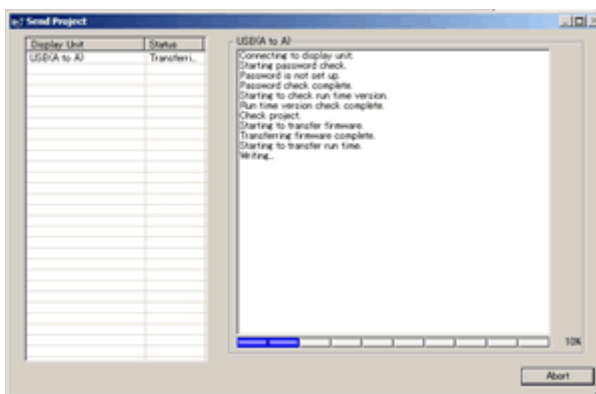 Send Project
Display Unit Status
USB(A to A) Transferri...
USB(A to A)
Connecting to display unit.
Starting password check.
Password is not set up.
Password check complete.
Starting to check run time version.
Run time version check complete.
Check project.
Starting to transfer firmware.
Transferring firmware complete.
Starting to transfer run time.
Writing...
10%
Abort